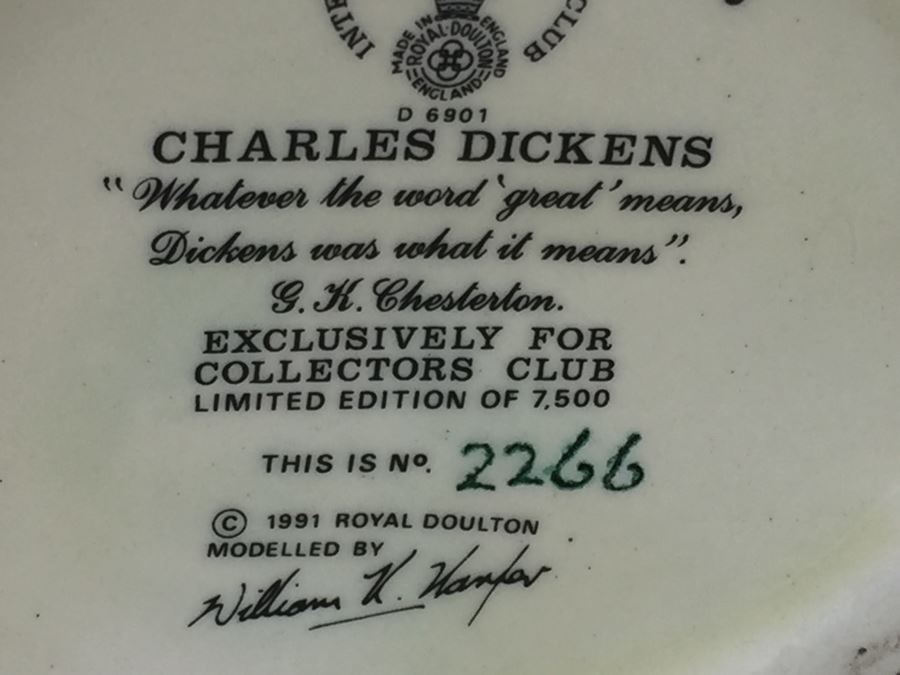 INTE
CLUB
MADE IN ENGLAND
ROYAL DOULTON
ENGLAND
D 6901
CHARLES DICKENS
“Whatever the word ‘great’ means,
Dickens was what it means”.
G. K. Chesterton.
EXCLUSIVELY FOR
COLLECTORS CLUB
LIMITED EDITION OF 7,500
THIS IS Nº. 2266
© 1991 ROYAL DOULTON
MODELLED BY
William K. Harper